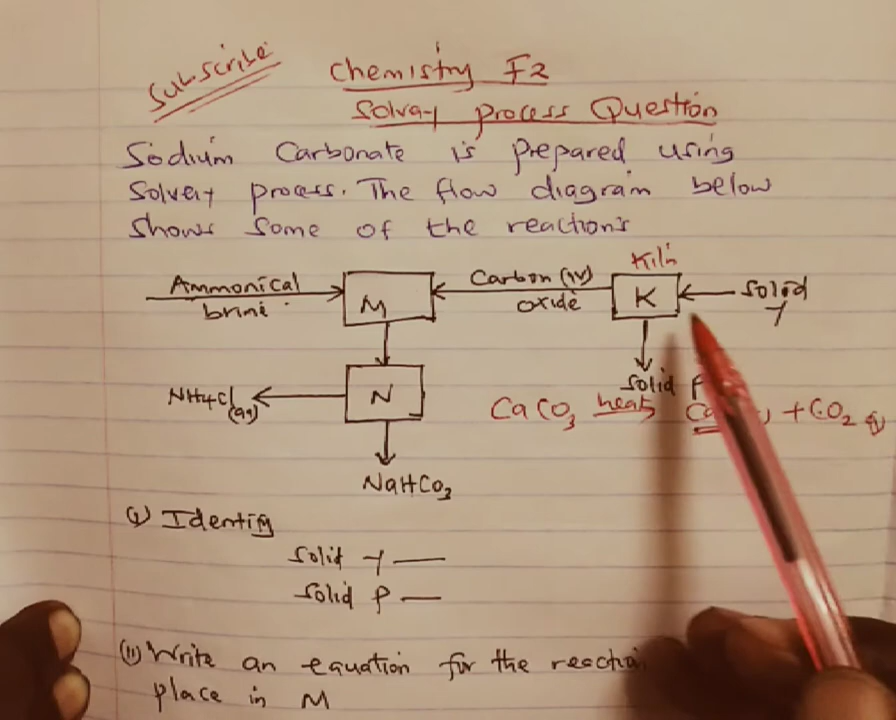 Subscribe
Chemistry F2
Solvay process Question
Sodium Carbonate is prepared using
Solvay process. The flow diagram below
shows some of the reactions
Kiln
Ammonical
brine
M
Carbon (iv)
oxide
K
Solid
Y
NH4Cl(aq)
N
Solid P
CaCO3 heat + CO2
NaHCO3
(i) Identify
Solid Y —
Solid P —
(ii) Write an equation for the
place in M